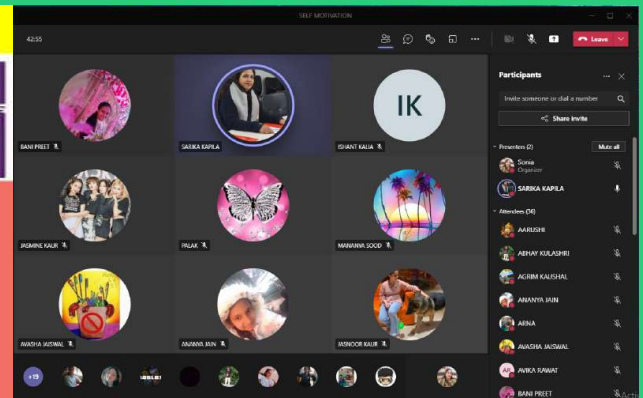 SELF MOTIVATION
42:55
Leave
BANI PREET
SARIKA KAPILA
IK
ISHANT KALIA
JASMINE KAUR
PALAK
MANANYA SOOD
AVASHA JAISWAL
ANANYA JAIN
JASNOOR KAUR
+19
Participants
Invite someone or dial a number
Share invite
Presenters (2)
Mute all
Sonia
Organizer
SARIKA KAPILA
Attendees (36)
AARUSHI
ABHAY KULASHRI
AGRIM KAUSHAL
ANANYA JAIN
ARNA
AVASHA JAISWAL
AR
AVIKA RAWAT
BANI PREET